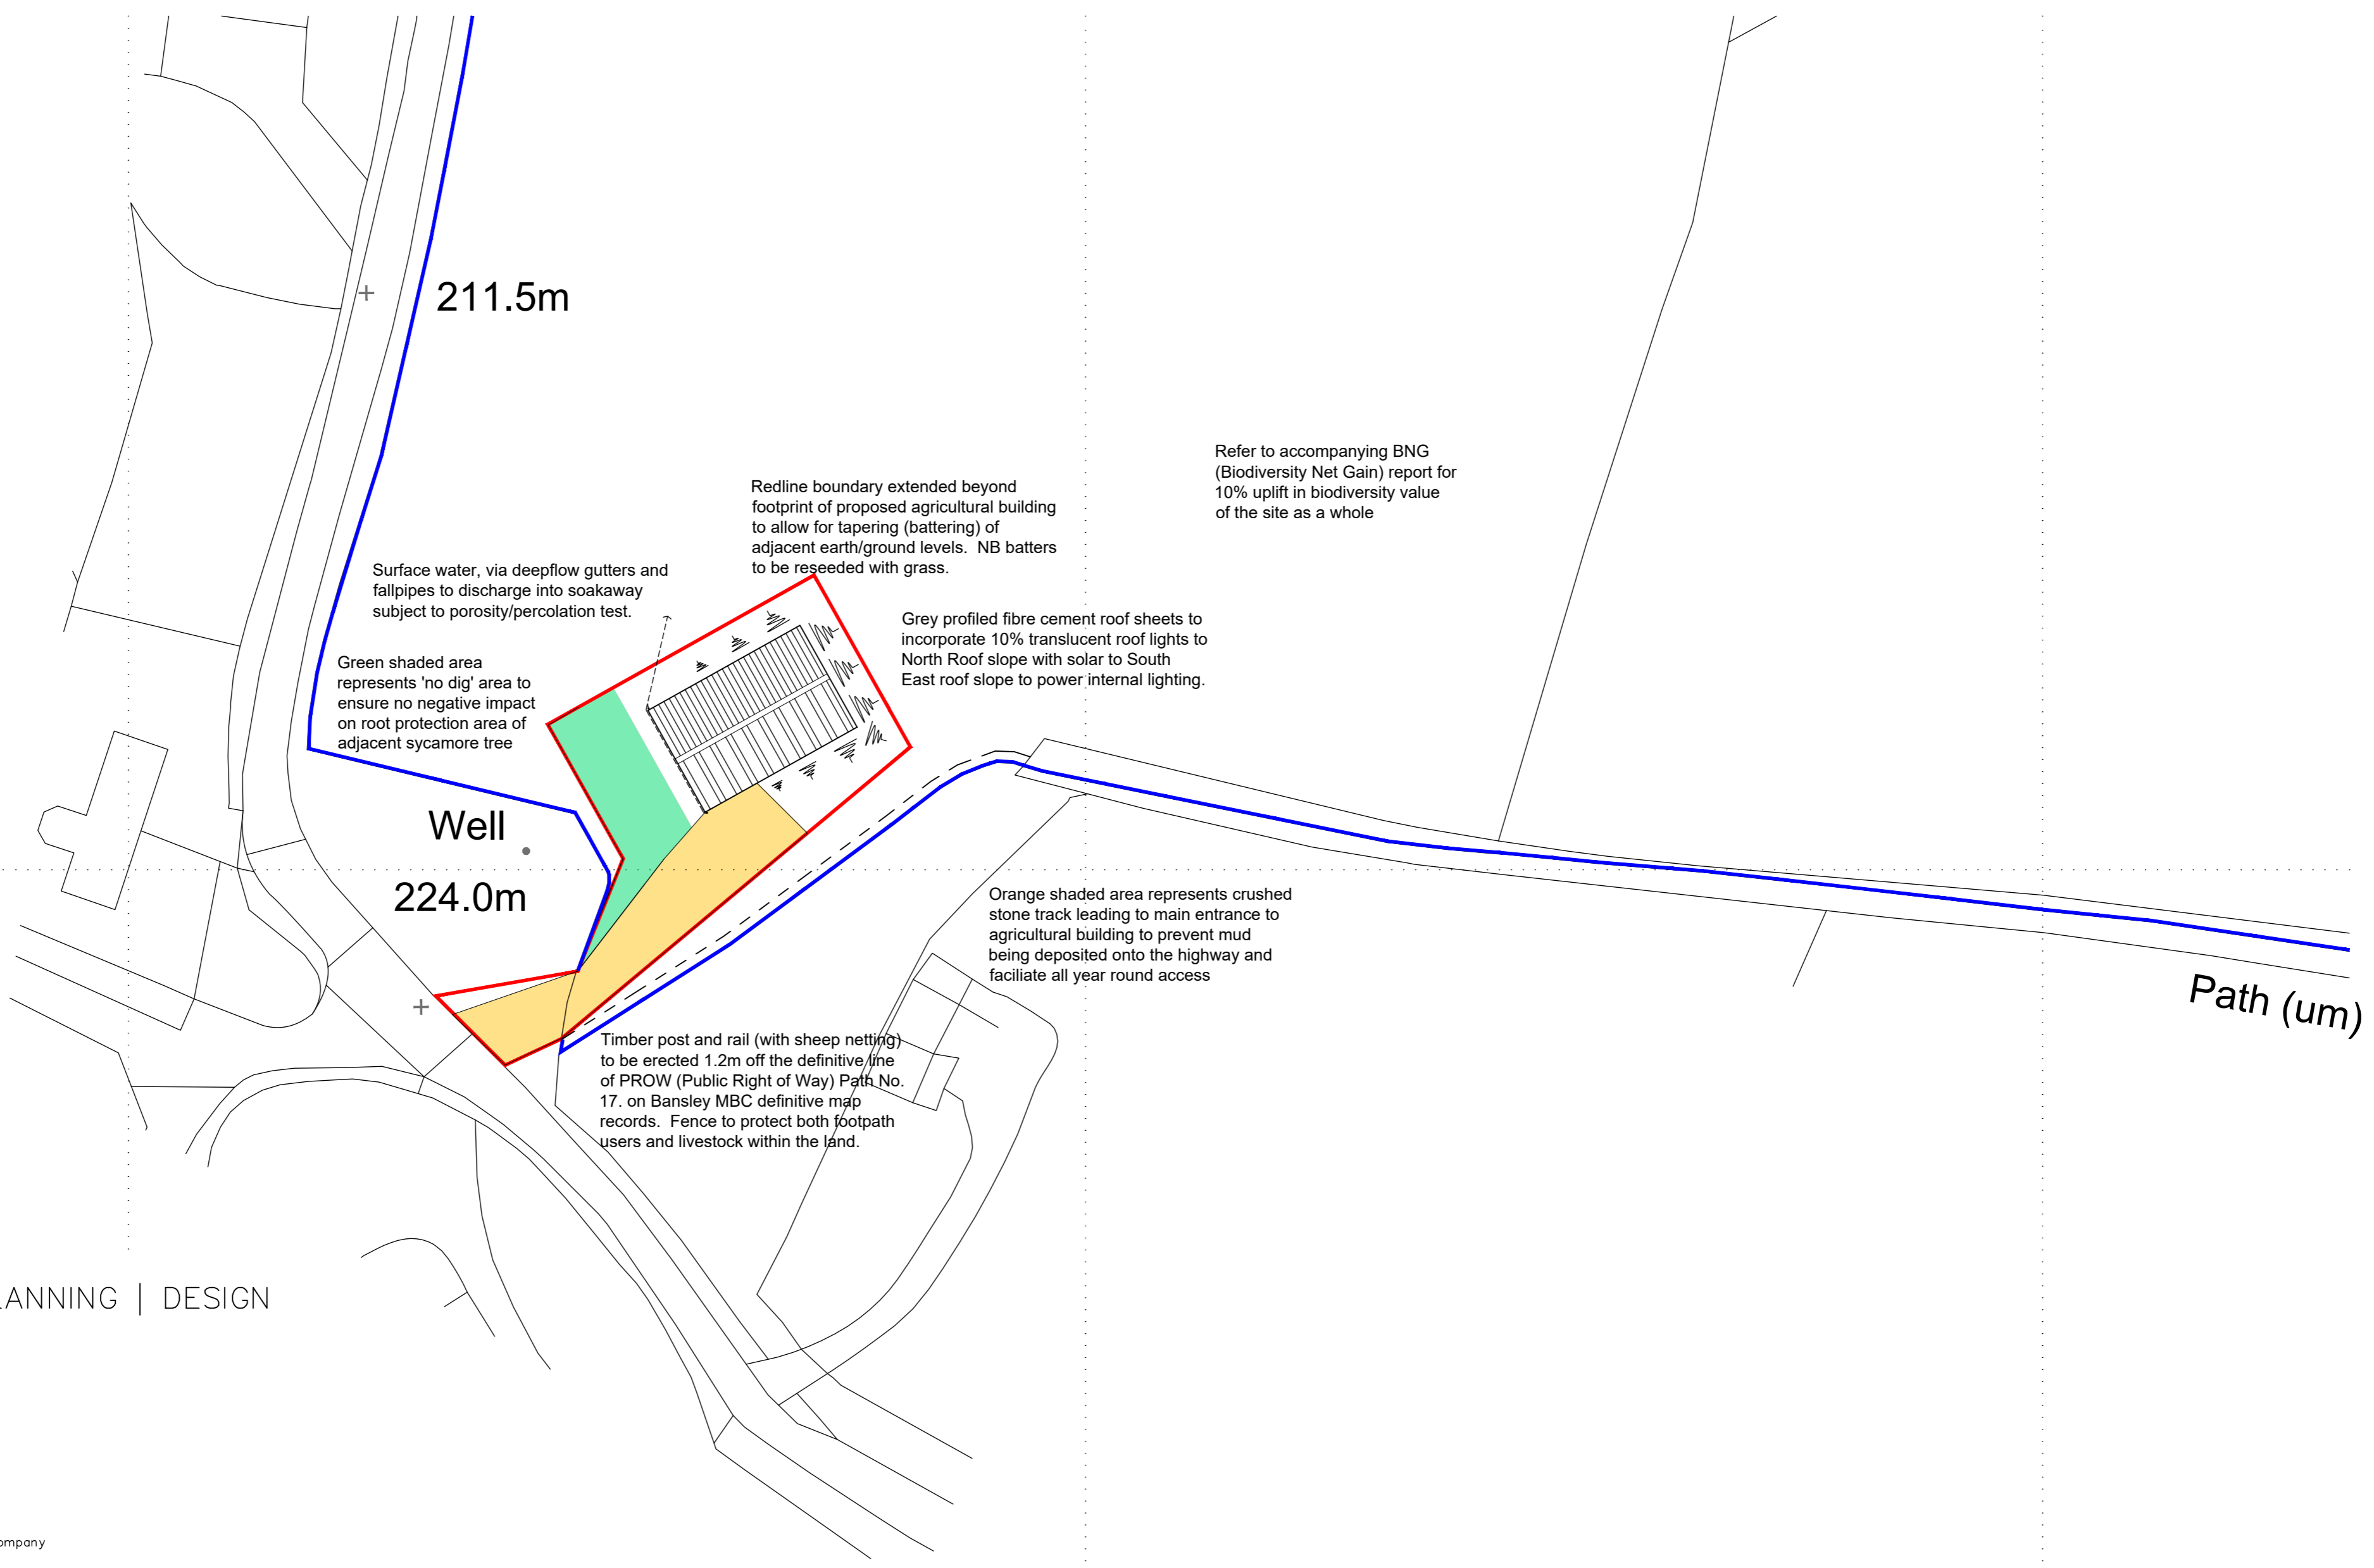 211.5m
Refer to accompanying BNG
(Biodiversity Net Gain) report for
10% uplift in biodiversity value
of the site as a whole
Redline boundary extended beyond
footprint of proposed agricultural building
to allow for tapering (battering) of
adjacent earth/ground levels.  NB batters
to be reseeded with grass.
Surface water, via deepflow gutters and
fallpipes to discharge into soakaway
subject to porosity/percolation test.
Grey profiled fibre cement roof sheets to
incorporate 10% translucent roof lights to
North Roof slope with solar to South
East roof slope to power internal lighting.
Green shaded area
represents 'no dig' area to
ensure no negative impact
on root protection area of
adjacent sycamore tree
Well
224.0m
Orange shaded area represents crushed
stone track leading to main entrance to
agricultural building to prevent mud
being deposited onto the highway and
faciliate all year round access
Path (um)
Timber post and rail (with sheep netting)
to be erected 1.2m off the definitive line
of PROW (Public Right of Way) Path No.
17. on Bansley MBC definitive map
records.  Fence to protect both footpath
users and livestock within the land.
ANNING | DESIGN
ompany